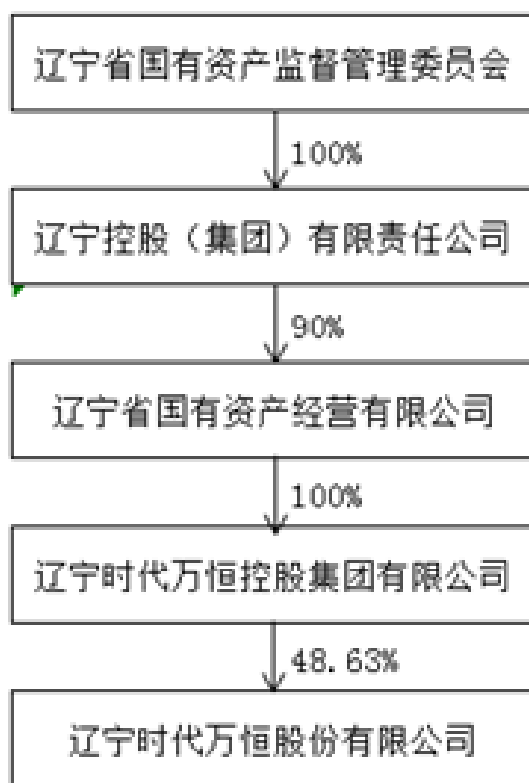 辽宁省国有资产监督管理委员会
100%
辽宁控股（集团）有限责任公司
90%
辽宁省国有资产经营有限公司
100%
辽宁时代万恒控股集团有限公司
48.63%
辽宁时代万恒股份有限公司